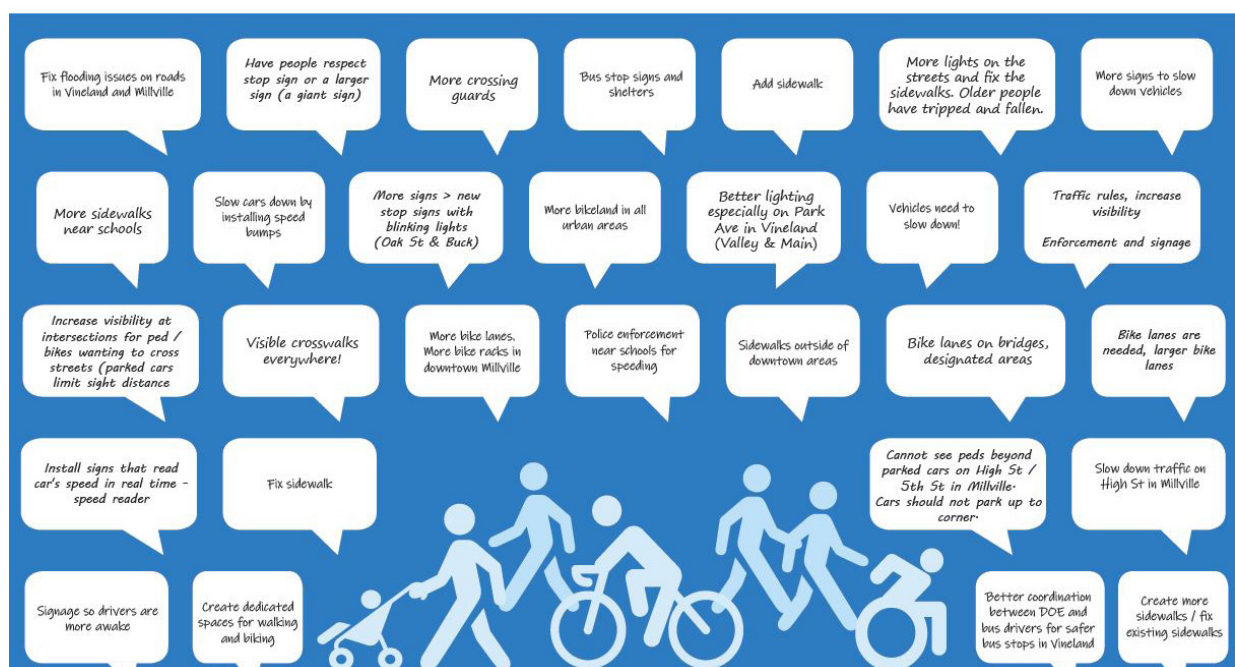 Fix flooding issues on roads
in Vineland and Millville
Have people respect
stop sign or a larger
sign (a giant sign)
More crossing
guards
Bus stop signs and
shelters
Add sidewalk
More lights on the
streets and fix the
sidewalks. Older people
have tripped and fallen.
More signs to slow
down vehicles
More sidewalks
near schools
Slow cars down by
installing speed
bumps
More signs > new
stop signs with
blinking lights
(Oak St & Buck)
More bikeland in all
urban areas
Better lighting
especially on Park
Ave in Vineland
(Valley & Main)
Vehicles need to
slow down!
Traffic rules, increase
visibility
Enforcement and signage
Increase visibility at
intersections for ped /
bikes wanting to cross
streets (parked cars
limit sight distance
Visible crosswalks
everywhere!
More bike lanes.
More bike racks in
downtown Millville
Police enforcement
near schools for
speeding
Sidewalks outside of
downtown areas
Bike lanes on bridges,
designated areas
Bike lanes are
needed, larger bike
lanes
Install signs that read
car's speed in real time -
speed reader
Fix sidewalk
Cannot see peds beyond
parked cars on High St /
5th St in Millville.
Cars should not park up to
corner.
Slow down traffic on
High St in Millville
Signage so drivers are
more awake
Create dedicated
spaces for walking
and biking
Better coordination
between DOE and
bus drivers for safer
bus stops in Vineland
Create more
sidewalks / fix
existing sidewalks